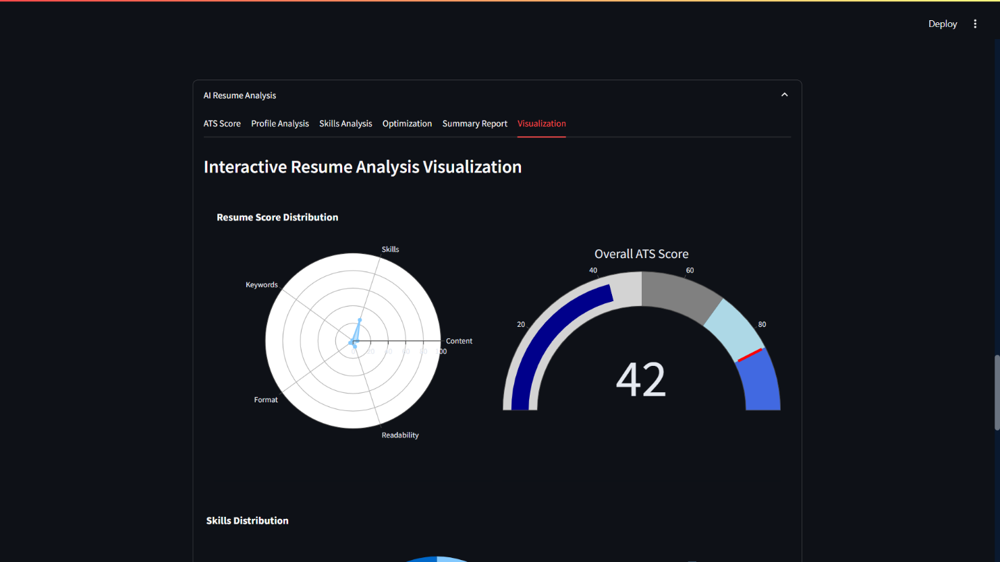 Deploy
AI Resume Analysis
ATS Score Profile Analysis Skills Analysis Optimization Summary Report Visualization
Interactive Resume Analysis Visualization
Resume Score Distribution
Skills
Keywords
Content
0 20 40 60 80 100
Format
Readability
Overall ATS Score
40 60
20 80
42
Skills Distribution